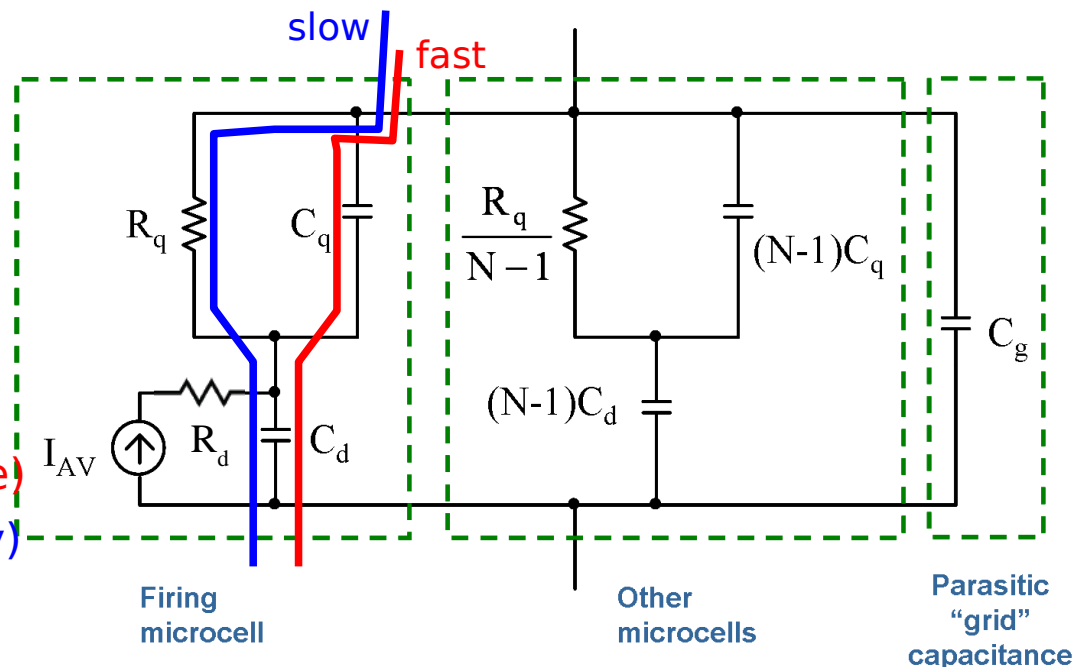 slow
fast
R_q
C_q
R_q
N − 1
(N-1)C_q
C_g
(N-1)C_d
R_d
C_d
I_AV
e)
)
Firing
microcell
Other
microcells
Parasitic
“grid”
capacitance